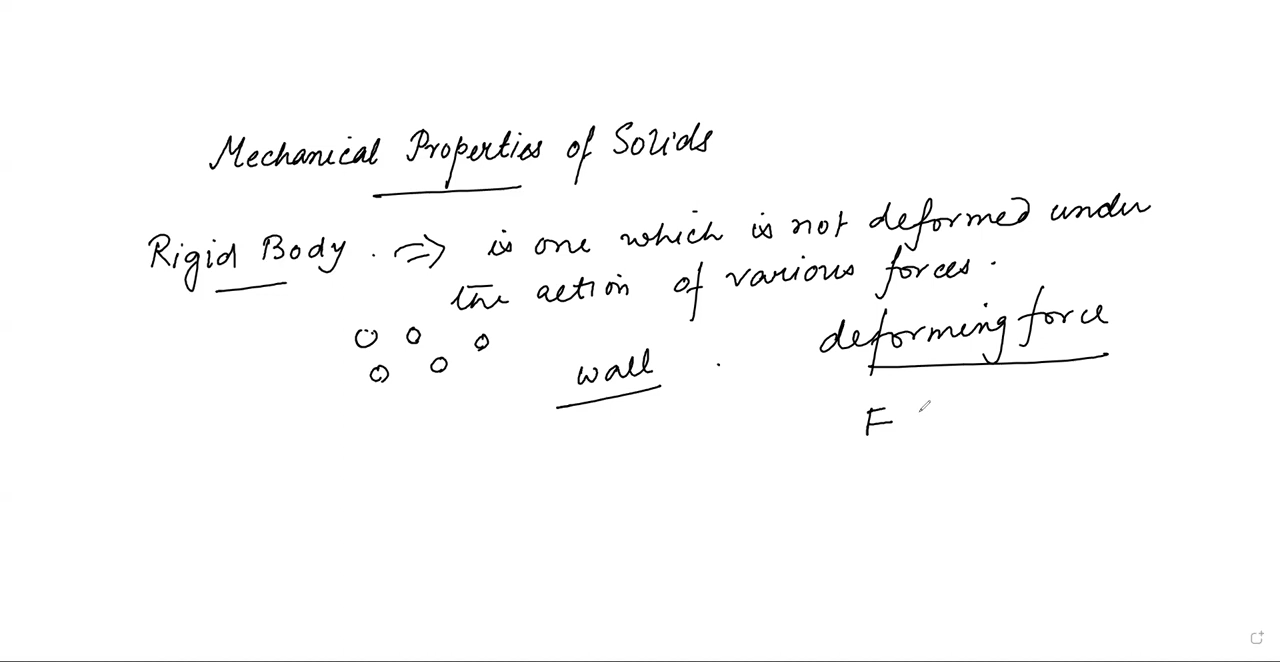 Mechanical Properties of Solids
Rigid Body. ⇒ is one which is not deformed under
the action of various forces.
deforming force
wall .
F